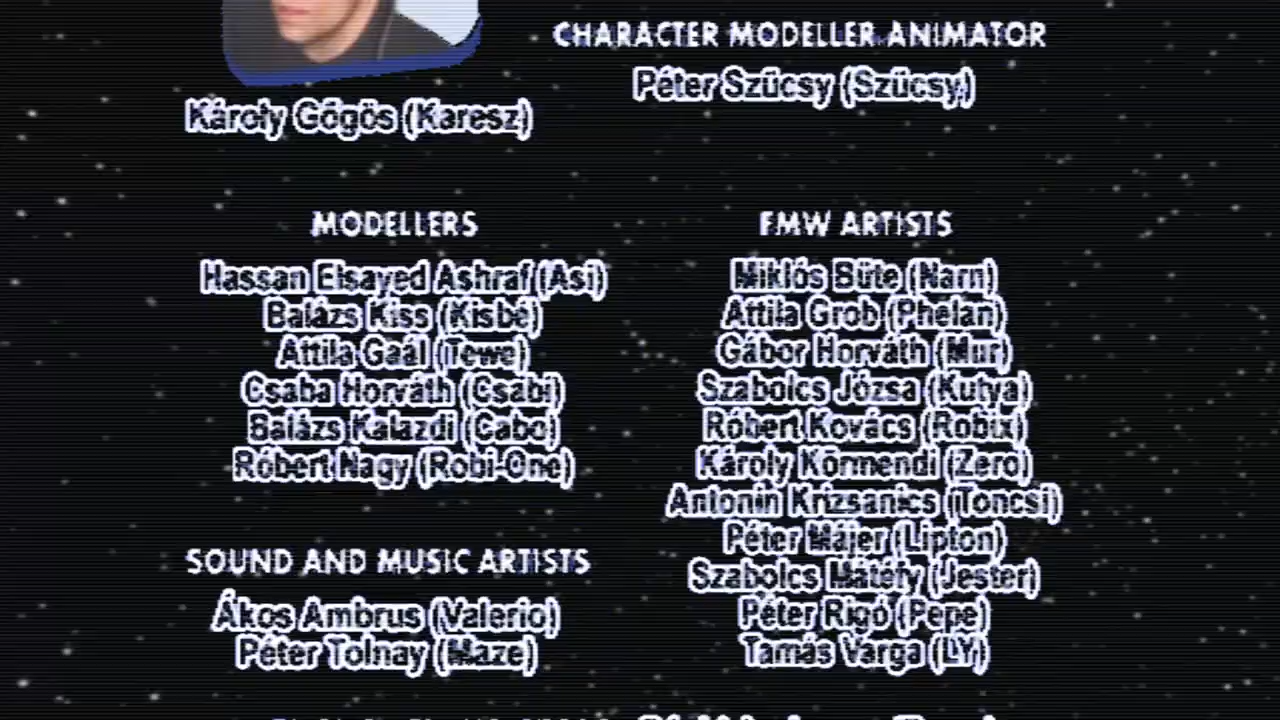 CHARACTER MODELLER ANIMATOR
Péter Szücsy (Szücsy)
Károly Gőgös (Karesz)
MODELLERS
Hassan Elsayed Ashraf (Asi)
Balázs Kiss (Kisbé)
Attila Gaál (Tewe)
Csaba Horváth (Csabi)
Balázs Kalazdi (Cabo)
Róbert Nagy (Robi-One)
SOUND AND MUSIC ARTISTS
Ákos Ambrus (Valerio)
Péter Tolnay (Maze)
FMW ARTISTS
Miklós Büte (Narn)
Attila Grob (Phelan)
Gábor Horváth (Mur)
Szabolcs Józsa (Kutya)
Róbert Kovács (Robix)
Károly Körmendi (Zero)
Antonin Krizsanics (Toncsi)
Péter Májer (Lipton)
Szabolcs Mátéfy (Jester)
Péter Rigó (Pepe)
Tamás Varga (LY)